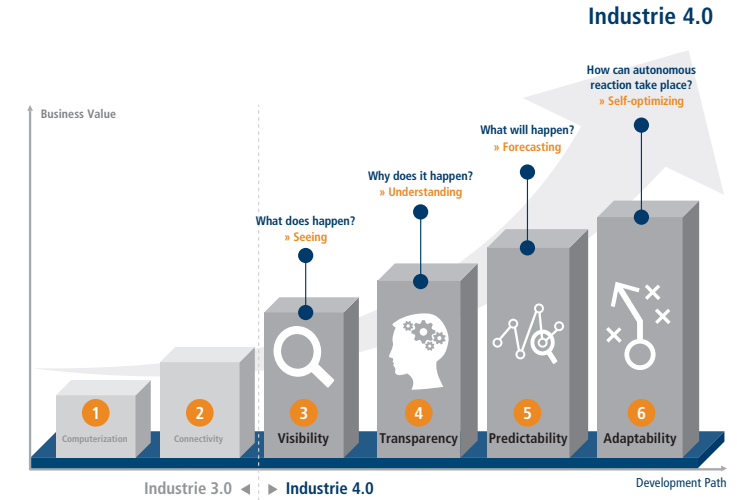 Industrie 4.0
How can autonomous
reaction take place?
» Self-optimizing
Business Value
What will happen?
» Forecasting
Why does it happen?
» Understanding
What does happen?
» Seeing
1
2
3
4
5
6
Computerization
Connectivity
Visibility
Transparency
Predictability
Adaptability
Development Path
Industrie 3.0
Industrie 4.0